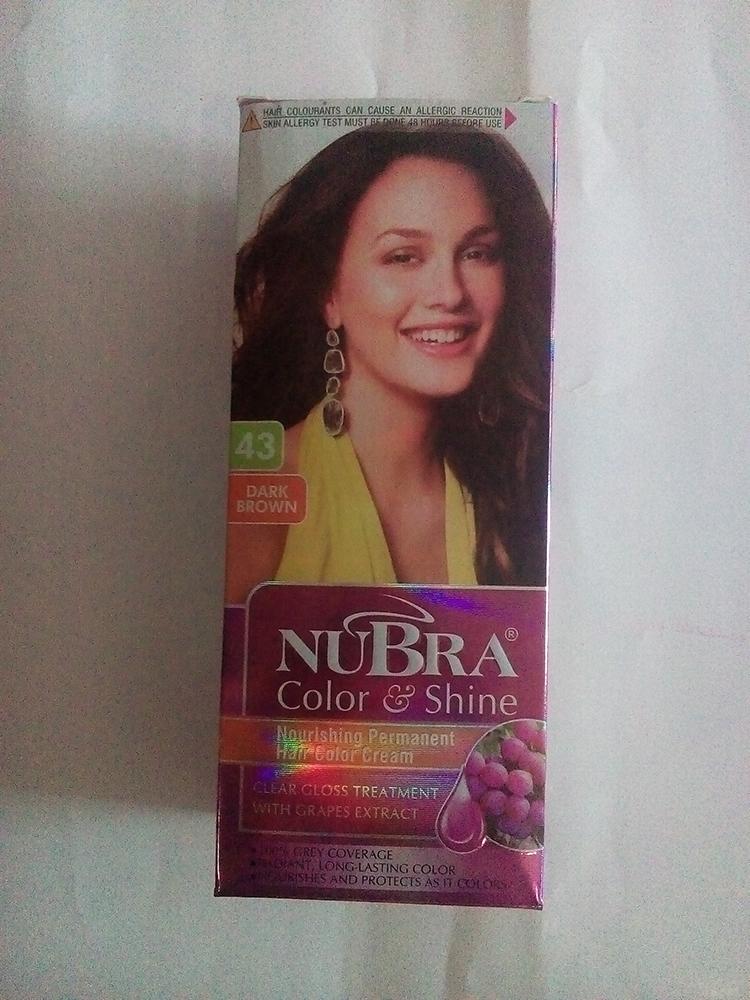 HAIR COLOURANTS CAN CAUSE AN ALLERGIC REACTION
SKIN ALLERGY TEST MUST BE DONE 48 HOURS BEFORE USE
43
DARK
BROWN
NUBRA®
Color & Shine
Nourishing Permanent
Hair Color Cream
CLEAR GLOSS TREATMENT
WITH GRAPES EXTRACT
• 100% GREY COVERAGE
• RADIANT, LONG-LASTING COLOR
• NOURISHES AND PROTECTS AS IT COLORS